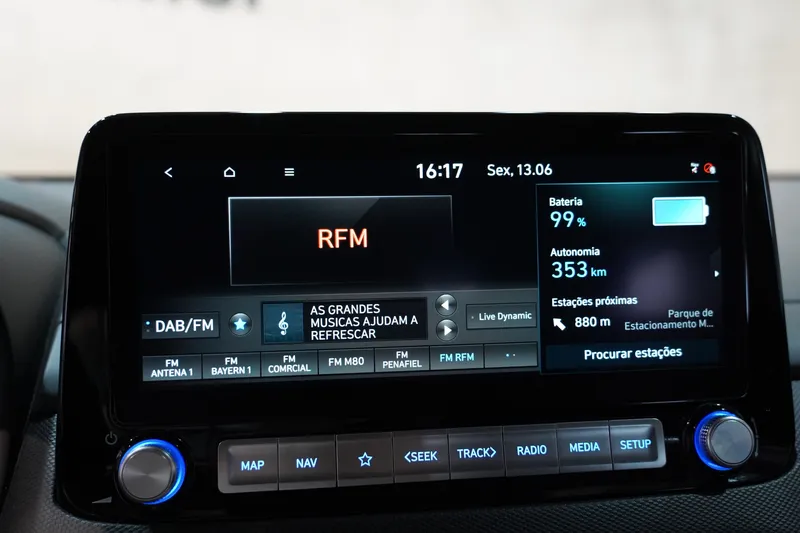 16:17 Sex, 13.06
RFM
Bateria
99 %
Autonomia
353 km
Estações próximas
880 m
Parque de
Estacionamento M...
Procurar estações
DAB/FM
AS GRANDES
MUSICAS AJUDAM A
REFRESCAR
Live Dynamic
FM
ANTENA 1
FM
BAYERN 1
FM
COMRCIAL
FM M80
FM
PENAFIEL
FM RFM
MAP
NAV
<SEEK
TRACK>
RADIO
MEDIA
SETUP